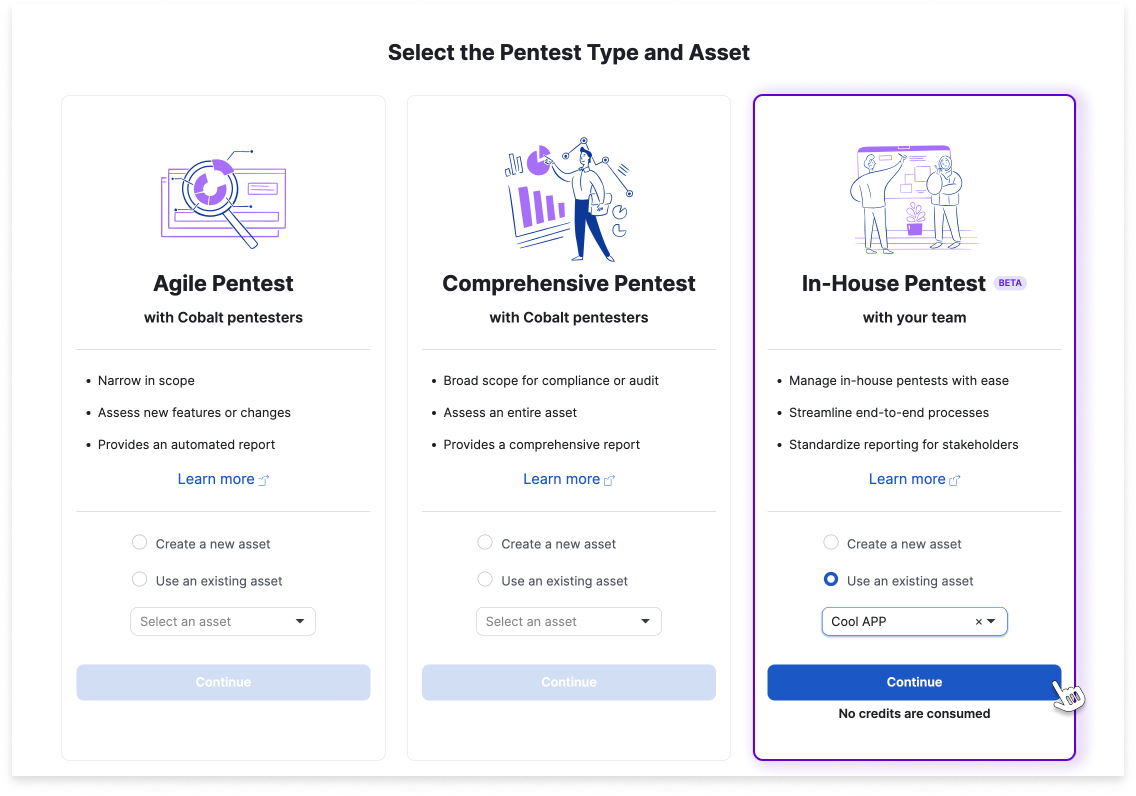 Select the Pentest Type and Asset
Agile Pentest
with Cobalt pentesters
• Narrow in scope
• Assess new features or changes
• Provides an automated report
Learn more
Create a new asset
Use an existing asset
Select an asset
Continue
Comprehensive Pentest
with Cobalt pentesters
• Broad scope for compliance or audit
• Assess an entire asset
• Provides a comprehensive report
Learn more
Create a new asset
Use an existing asset
Select an asset
Continue
In-House Pentest BETA
with your team
• Manage in-house pentests with ease
• Streamline end-to-end processes
• Standardize reporting for stakeholders
Learn more
Create a new asset
Use an existing asset
Cool APP ×
Continue
No credits are consumed